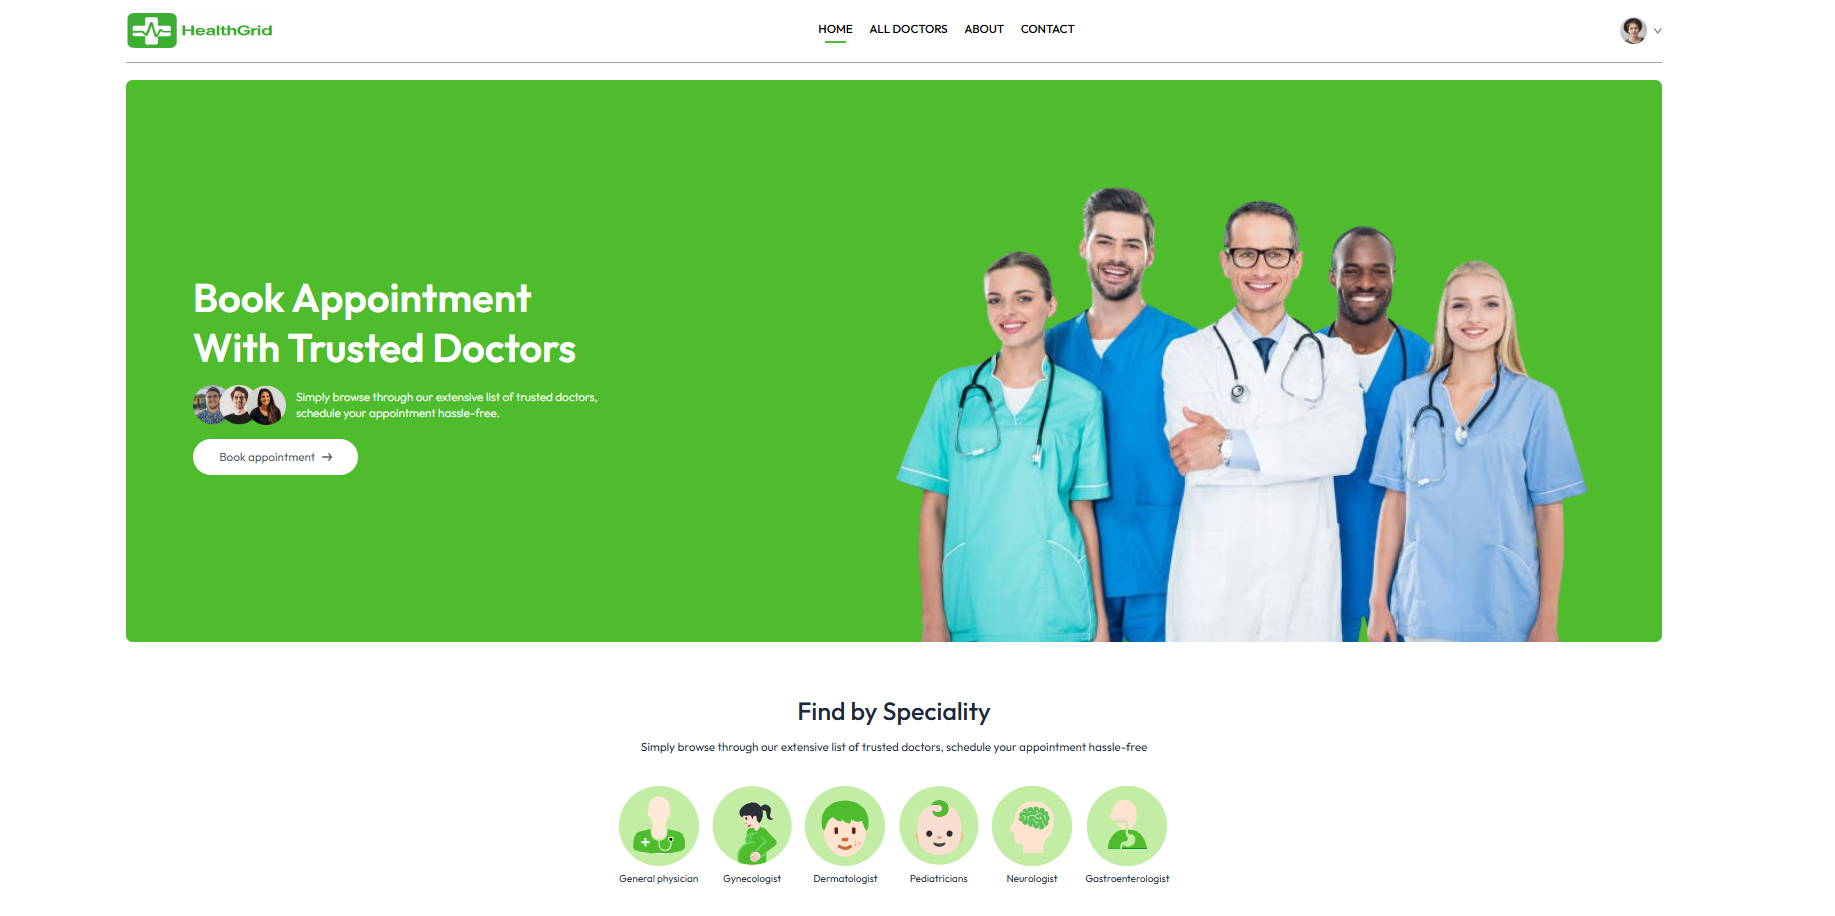 HealthGrid
HOME ALL DOCTORS ABOUT CONTACT
Book Appointment
With Trusted Doctors
Simply browse through our extensive list of trusted doctors,
schedule your appointment hassle-free.
Book appointment →
Find by Speciality
Simply browse through our extensive list of trusted doctors, schedule your appointment hassle-free
General physician Gynecologist Dermatologist Pediatricians Neurologist Gastroenterologist